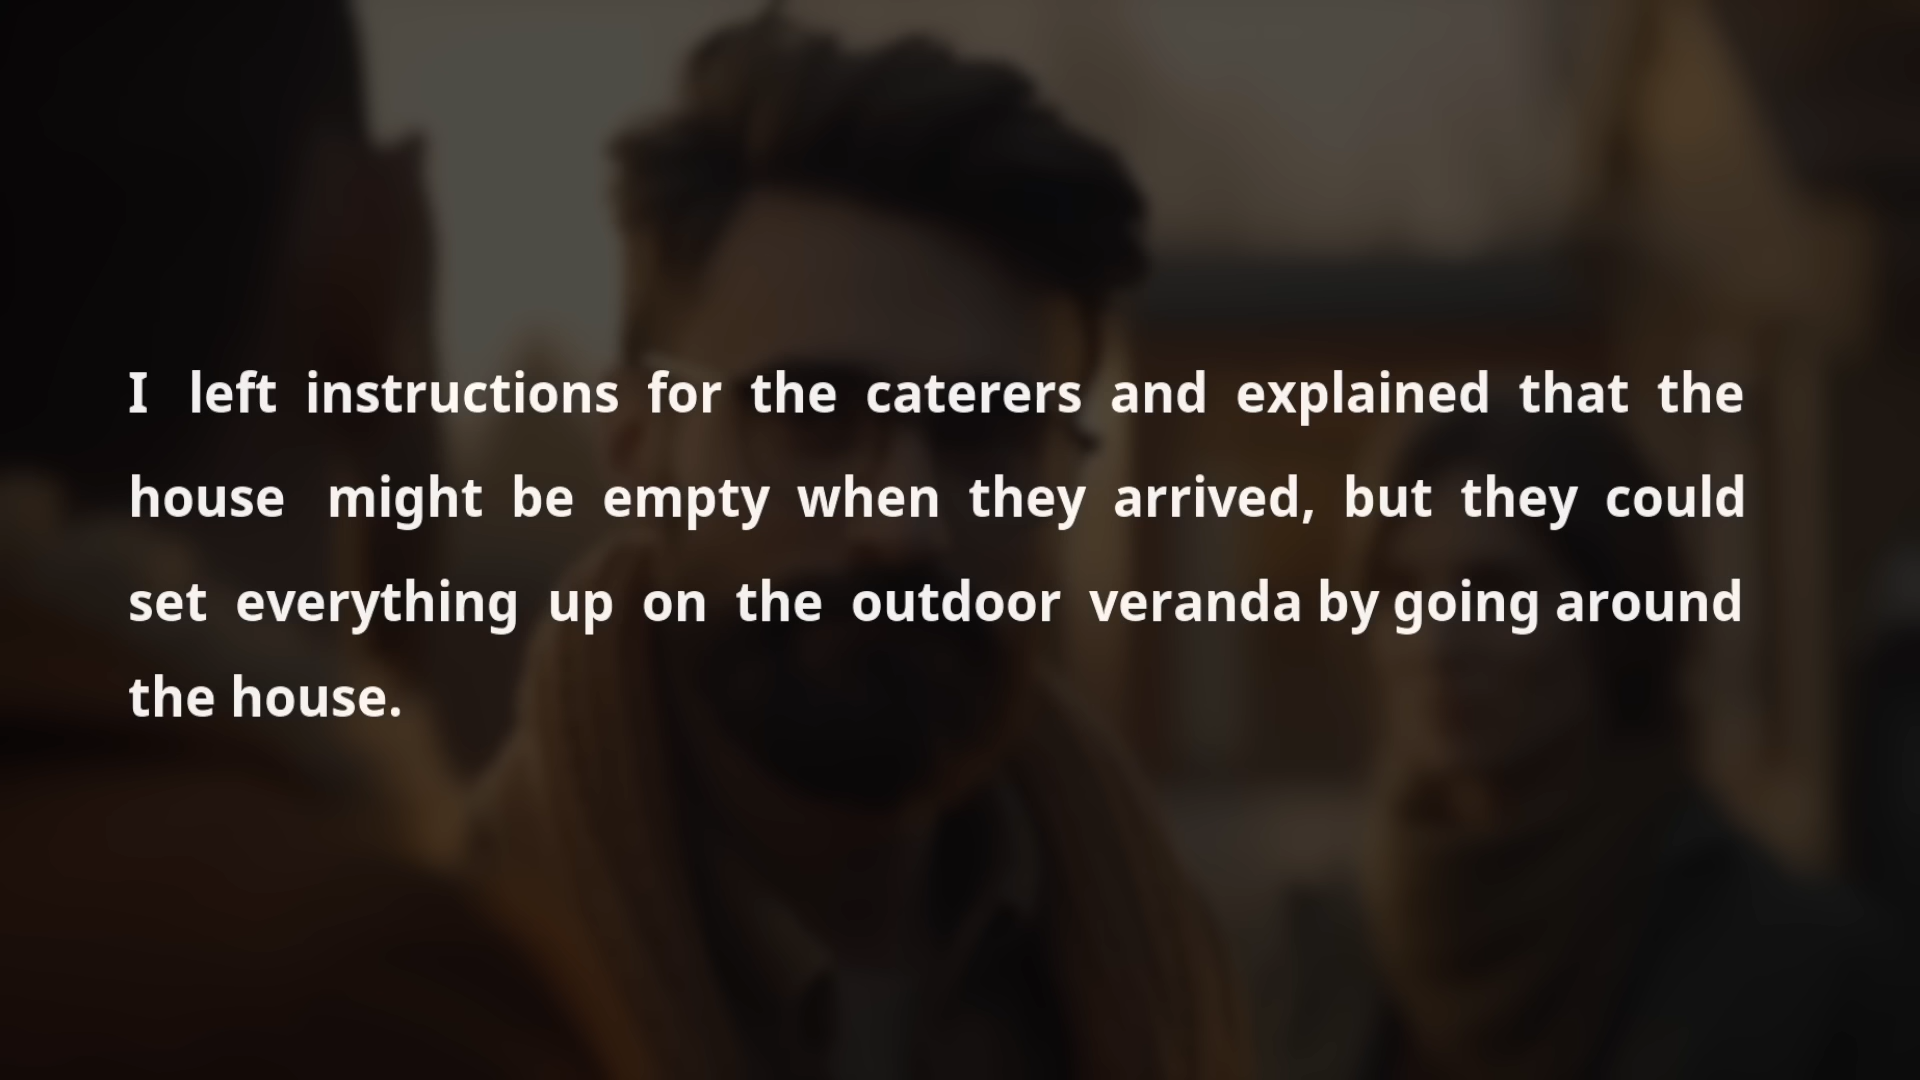 I left instructions for the caterers and explained that the
house might be empty when they arrived, but they could
set everything up on the outdoor veranda by going around
the house.